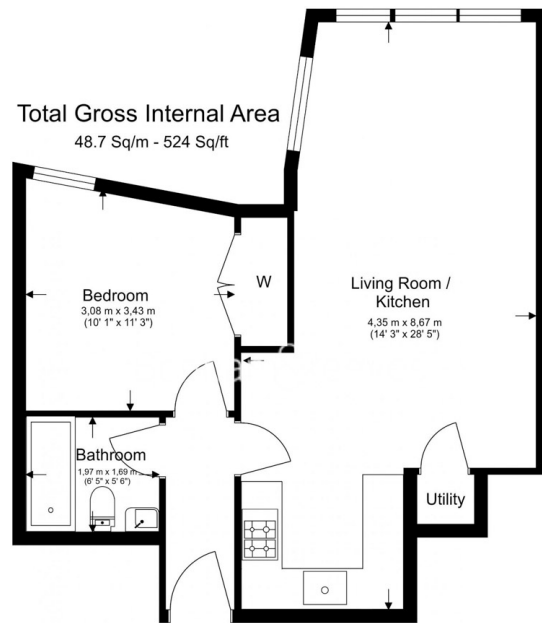 Total Gross Internal Area
48.7 Sq/m - 524 Sq/ft
Bedroom
3,08 m x 3,43 m
(10' 1" x 11' 3")
W
Living Room /
Kitchen
4,35 m x 8,67 m
(14' 3" x 28' 5")
Bathroom
1,97 m x 1,69 m
(6' 5" x 5' 6")
Utility